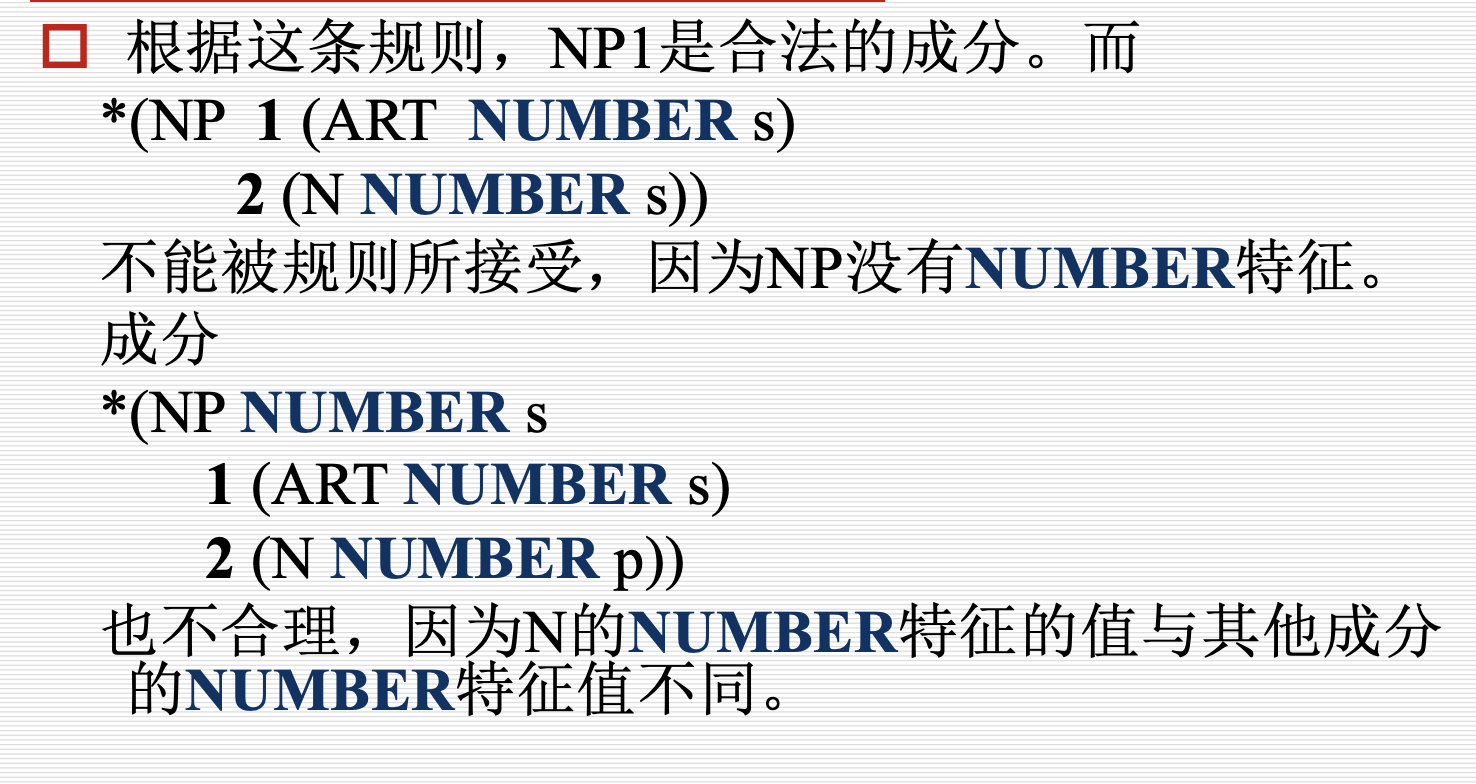 根据这条规则，NP1是合法的成分。而
*(NP 1 (ART NUMBER s)
2 (N NUMBER s))
不能被规则所接受，因为NP没有NUMBER特征。
成分
*(NP NUMBER s
1 (ART NUMBER s)
2 (N NUMBER p))
也不合理，因为N的NUMBER特征的值与其他成分
的NUMBER特征值不同。